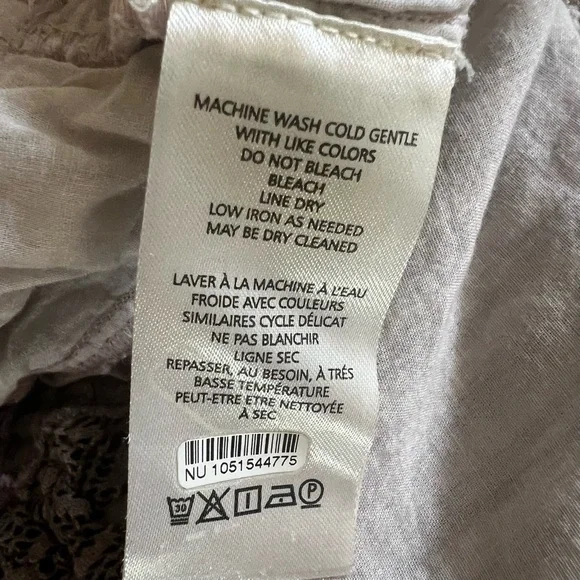 MACHINE WASH COLD GENTLE
WITH LIKE COLORS
DO NOT BLEACH
BLEACH
LINE DRY
LOW IRON AS NEEDED
MAY BE DRY CLEANED
LAVER À LA MACHINE À L'EAU
FROIDE AVEC COULEURS
SIMILAIRES CYCLE DÉLICAT
NE PAS BLANCHIR
LIGNE SEC
REPASSER, AU BESOIN, À TRÉS
BASSE TEMPÉRATURE
PEUT-ETRE ETRE NETTOYÉE
À SEC
NU 1051544775
30 P